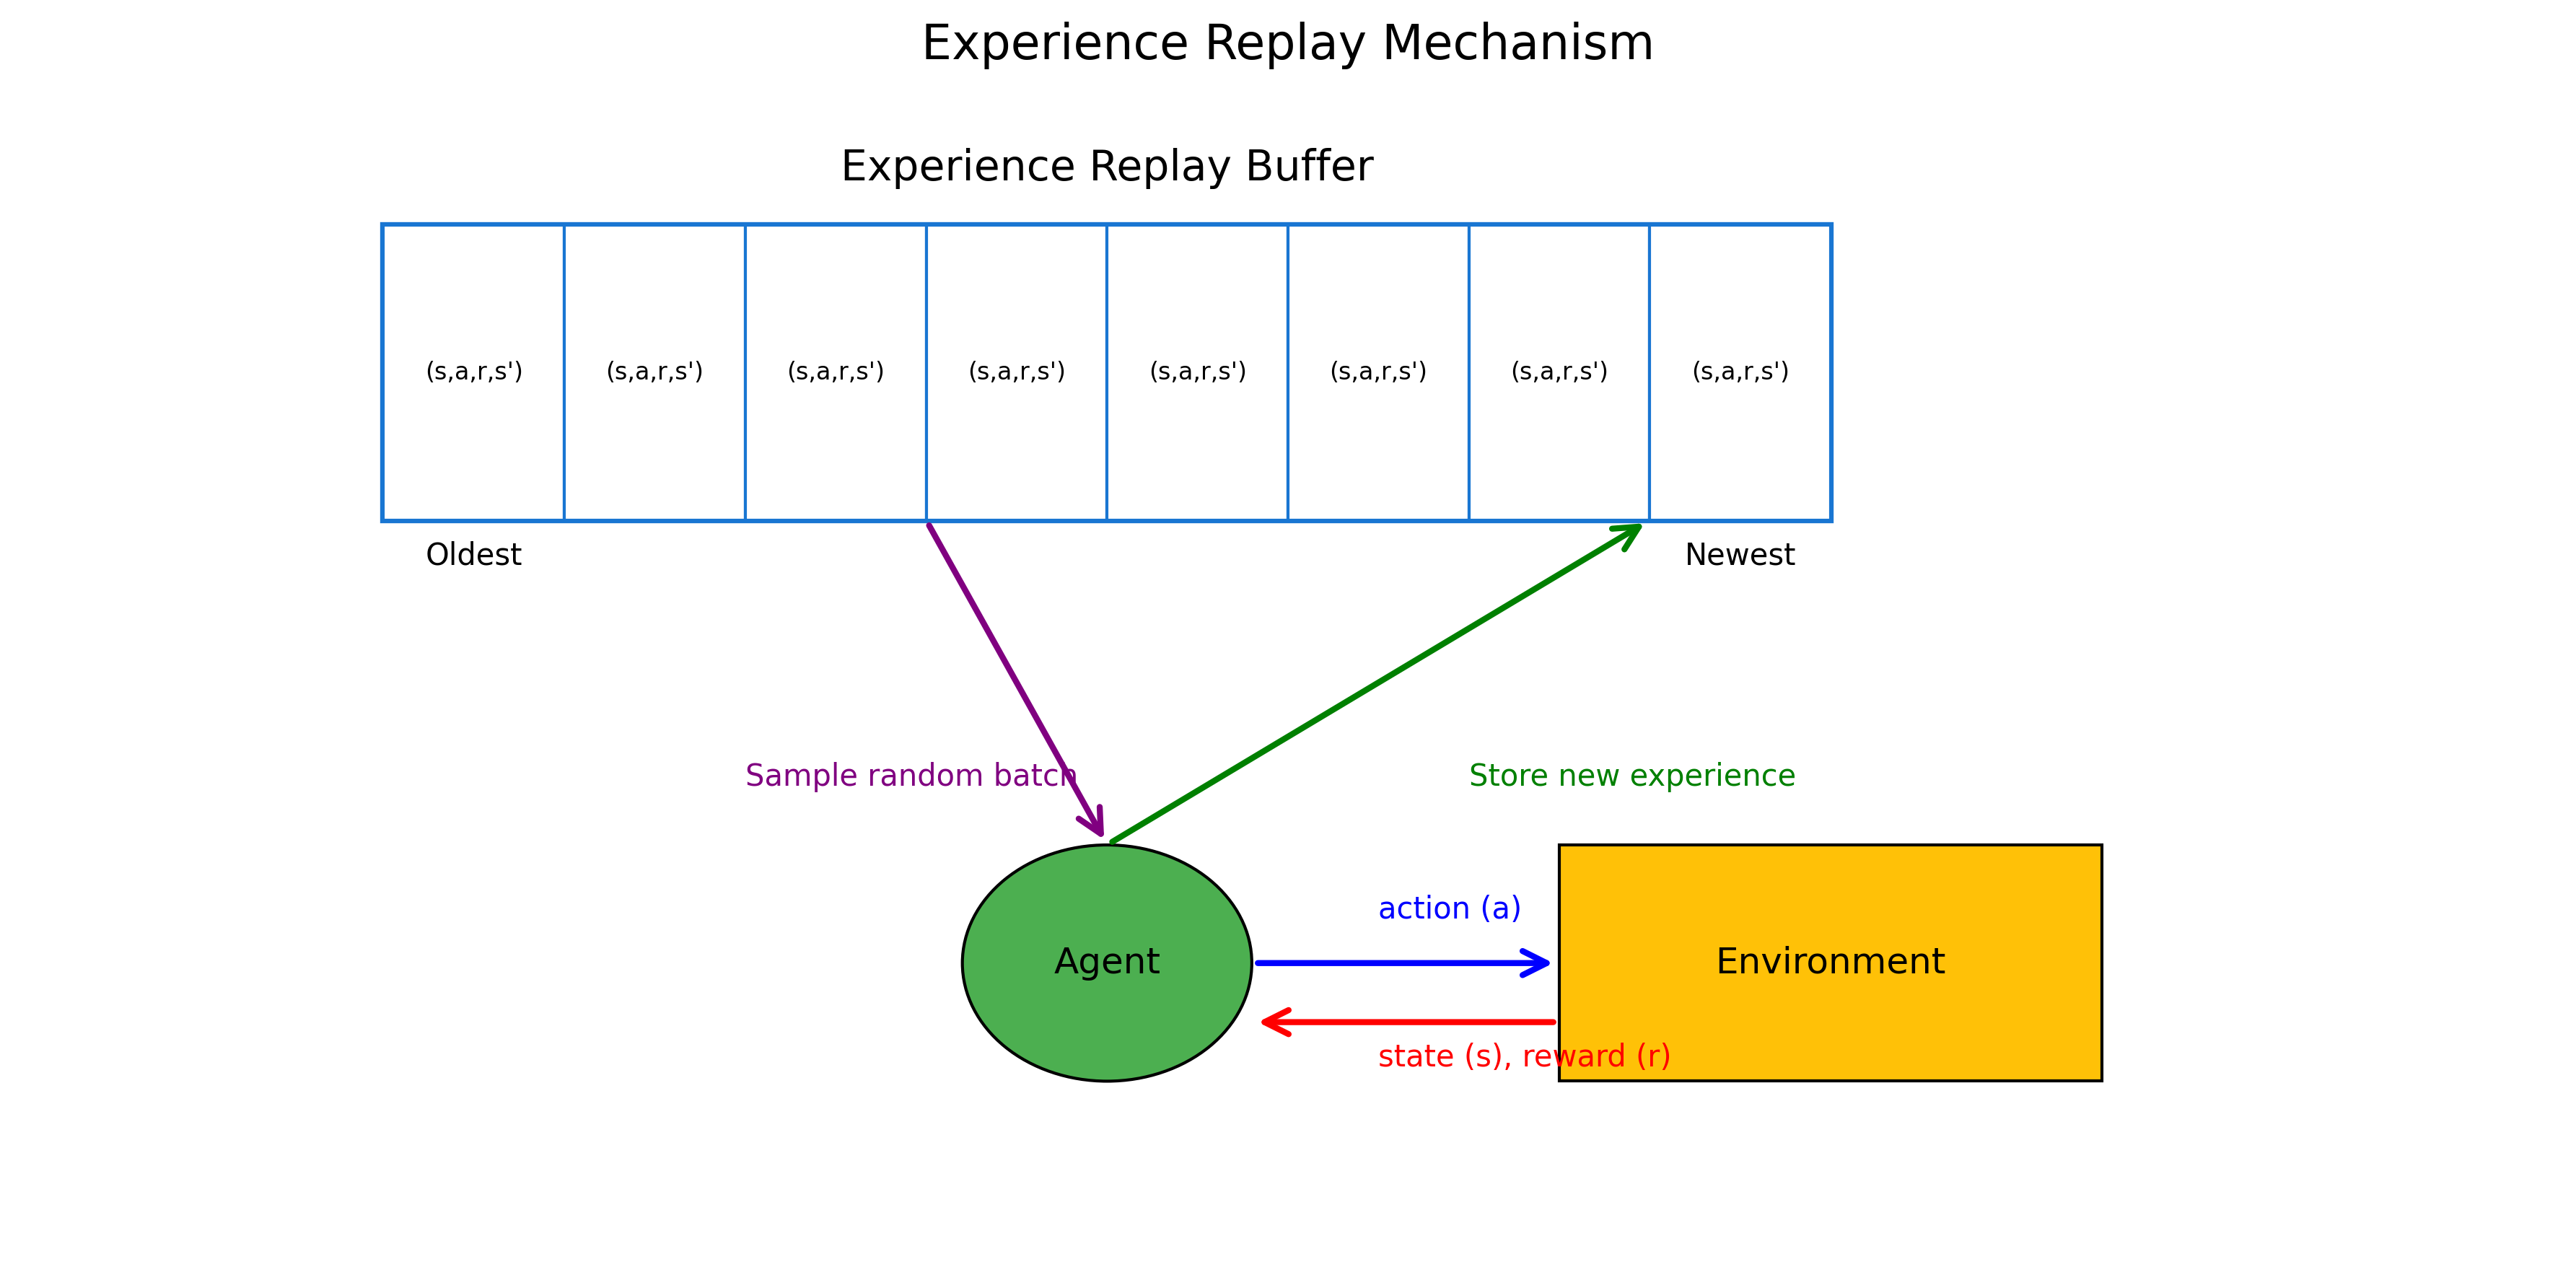 Experience Replay Mechanism
Experience Replay Buffer
(s,a,r,s') (s,a,r,s') (s,a,r,s') (s,a,r,s') (s,a,r,s') (s,a,r,s') (s,a,r,s') (s,a,r,s')
Oldest Newest
Sample random batch Store new experience
action (a)
Agent Environment
state (s), reward (r)